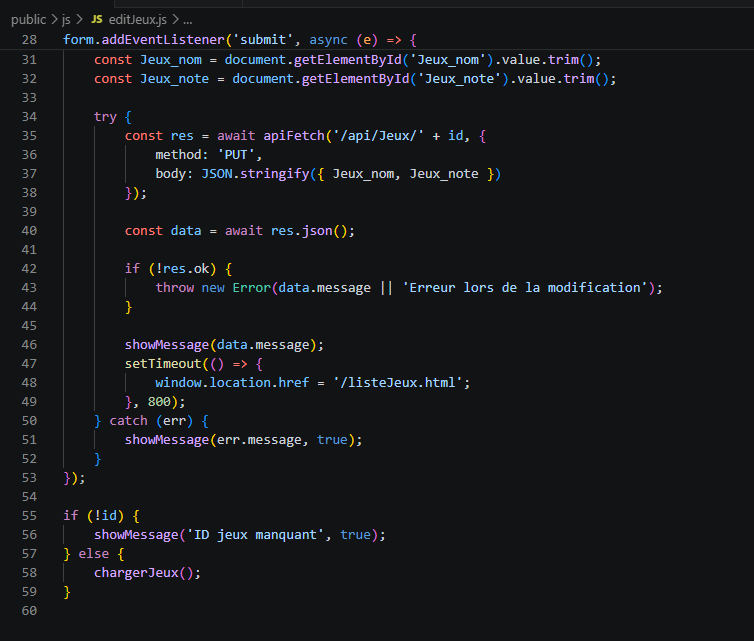 public > js > JS editJeux.js > ...
28 form.addEventListener('submit', async (e) => {
31     const Jeux_nom = document.getElementById('Jeux_nom').value.trim();
32     const Jeux_note = document.getElementById('Jeux_note').value.trim();
33
34     try {
35         const res = await apiFetch('/api/Jeux/' + id, {
36             method: 'PUT',
37             body: JSON.stringify({ Jeux_nom, Jeux_note })
38         });
39
40         const data = await res.json();
41
42         if (!res.ok) {
43             throw new Error(data.message || 'Erreur lors de la modification');
44         }
45
46         showMessage(data.message);
47         setTimeout(() => {
48             window.location.href = '/listeJeux.html';
49         }, 800);
50     } catch (err) {
51         showMessage(err.message, true);
52     }
53 });
54
55 if (!id) {
56     showMessage('ID jeux manquant', true);
57 } else {
58     chargerJeux();
59 }
60